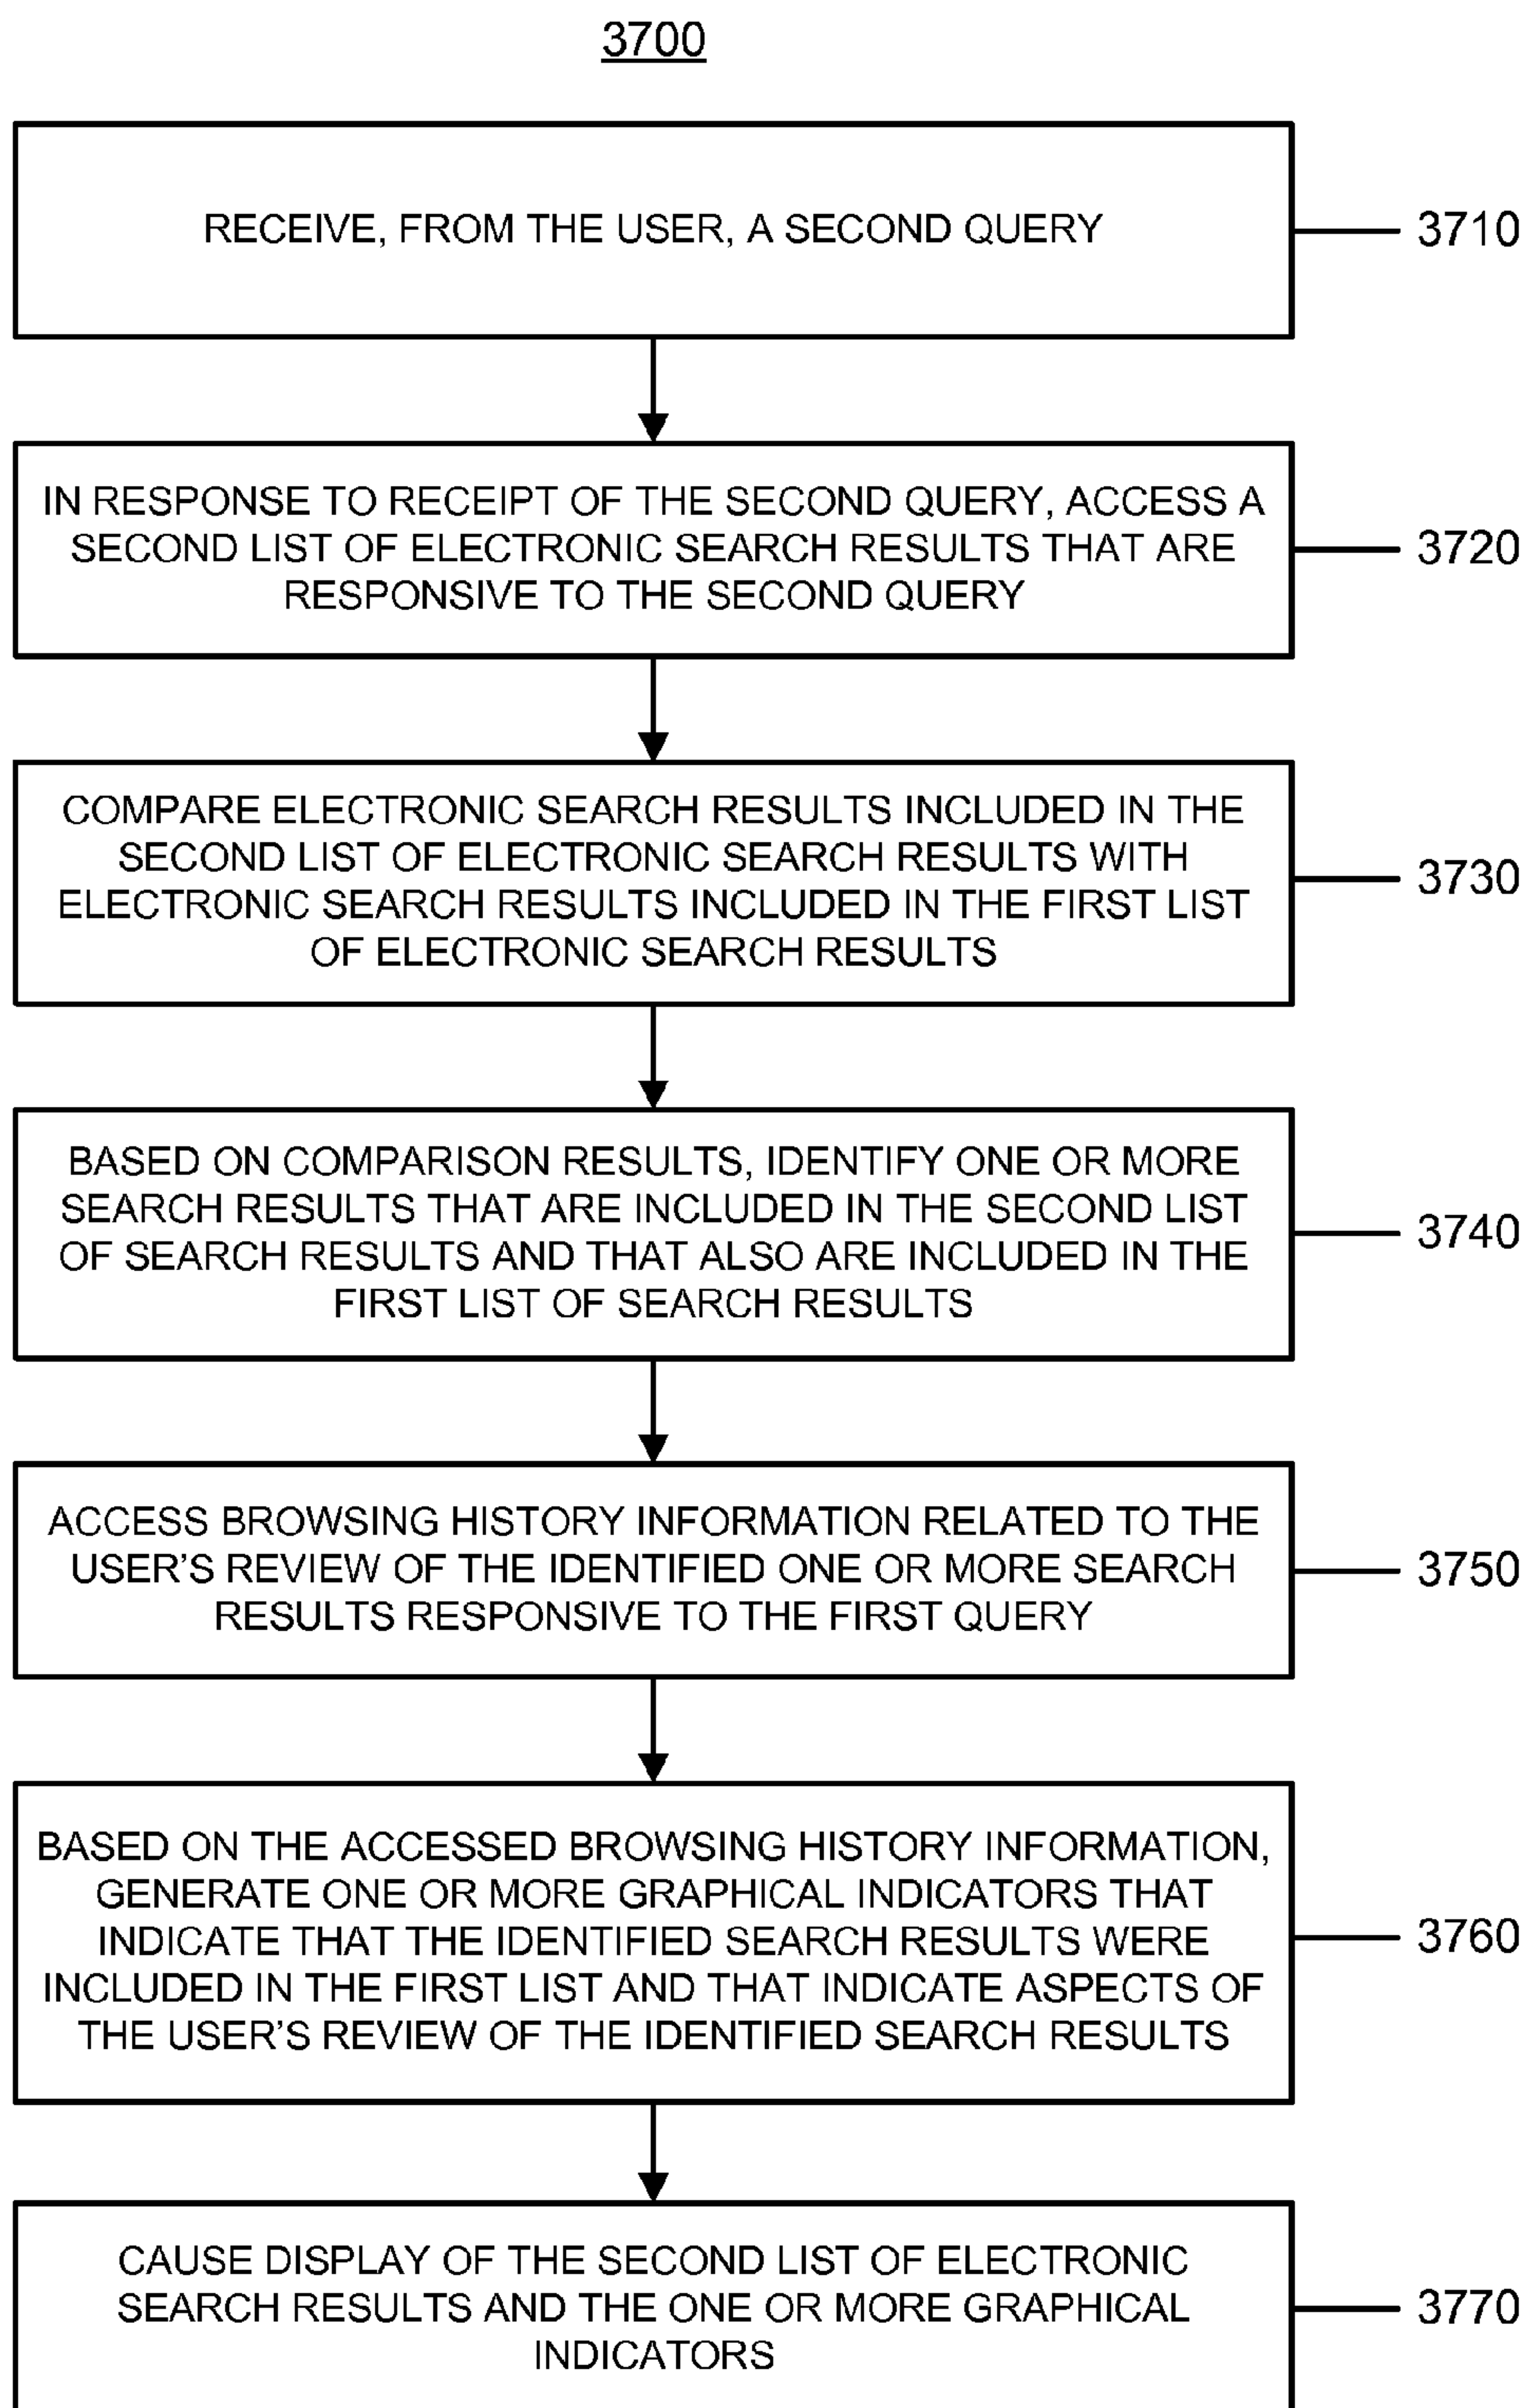 3700
RECEIVE, FROM THE USER, A SECOND QUERY
3710
IN RESPONSE TO RECEIPT OF THE SECOND QUERY, ACCESS A
SECOND LIST OF ELECTRONIC SEARCH RESULTS THAT ARE
RESPONSIVE TO THE SECOND QUERY
3720
COMPARE ELECTRONIC SEARCH RESULTS INCLUDED IN THE
SECOND LIST OF ELECTRONIC SEARCH RESULTS WITH
ELECTRONIC SEARCH RESULTS INCLUDED IN THE FIRST LIST
OF ELECTRONIC SEARCH RESULTS
3730
BASED ON COMPARISON RESULTS, IDENTIFY ONE OR MORE
SEARCH RESULTS THAT ARE INCLUDED IN THE SECOND LIST
OF SEARCH RESULTS AND THAT ALSO ARE INCLUDED IN THE
FIRST LIST OF SEARCH RESULTS
3740
ACCESS BROWSING HISTORY INFORMATION RELATED TO THE
USER'S REVIEW OF THE IDENTIFIED ONE OR MORE SEARCH
RESULTS RESPONSIVE TO THE FIRST QUERY
3750
BASED ON THE ACCESSED BROWSING HISTORY INFORMATION,
GENERATE ONE OR MORE GRAPHICAL INDICATORS THAT
INDICATE THAT THE IDENTIFIED SEARCH RESULTS WERE
INCLUDED IN THE FIRST LIST AND THAT INDICATE ASPECTS OF
THE USER'S REVIEW OF THE IDENTIFIED SEARCH RESULTS
3760
CAUSE DISPLAY OF THE SECOND LIST OF ELECTRONIC
SEARCH RESULTS AND THE ONE OR MORE GRAPHICAL
INDICATORS
3770